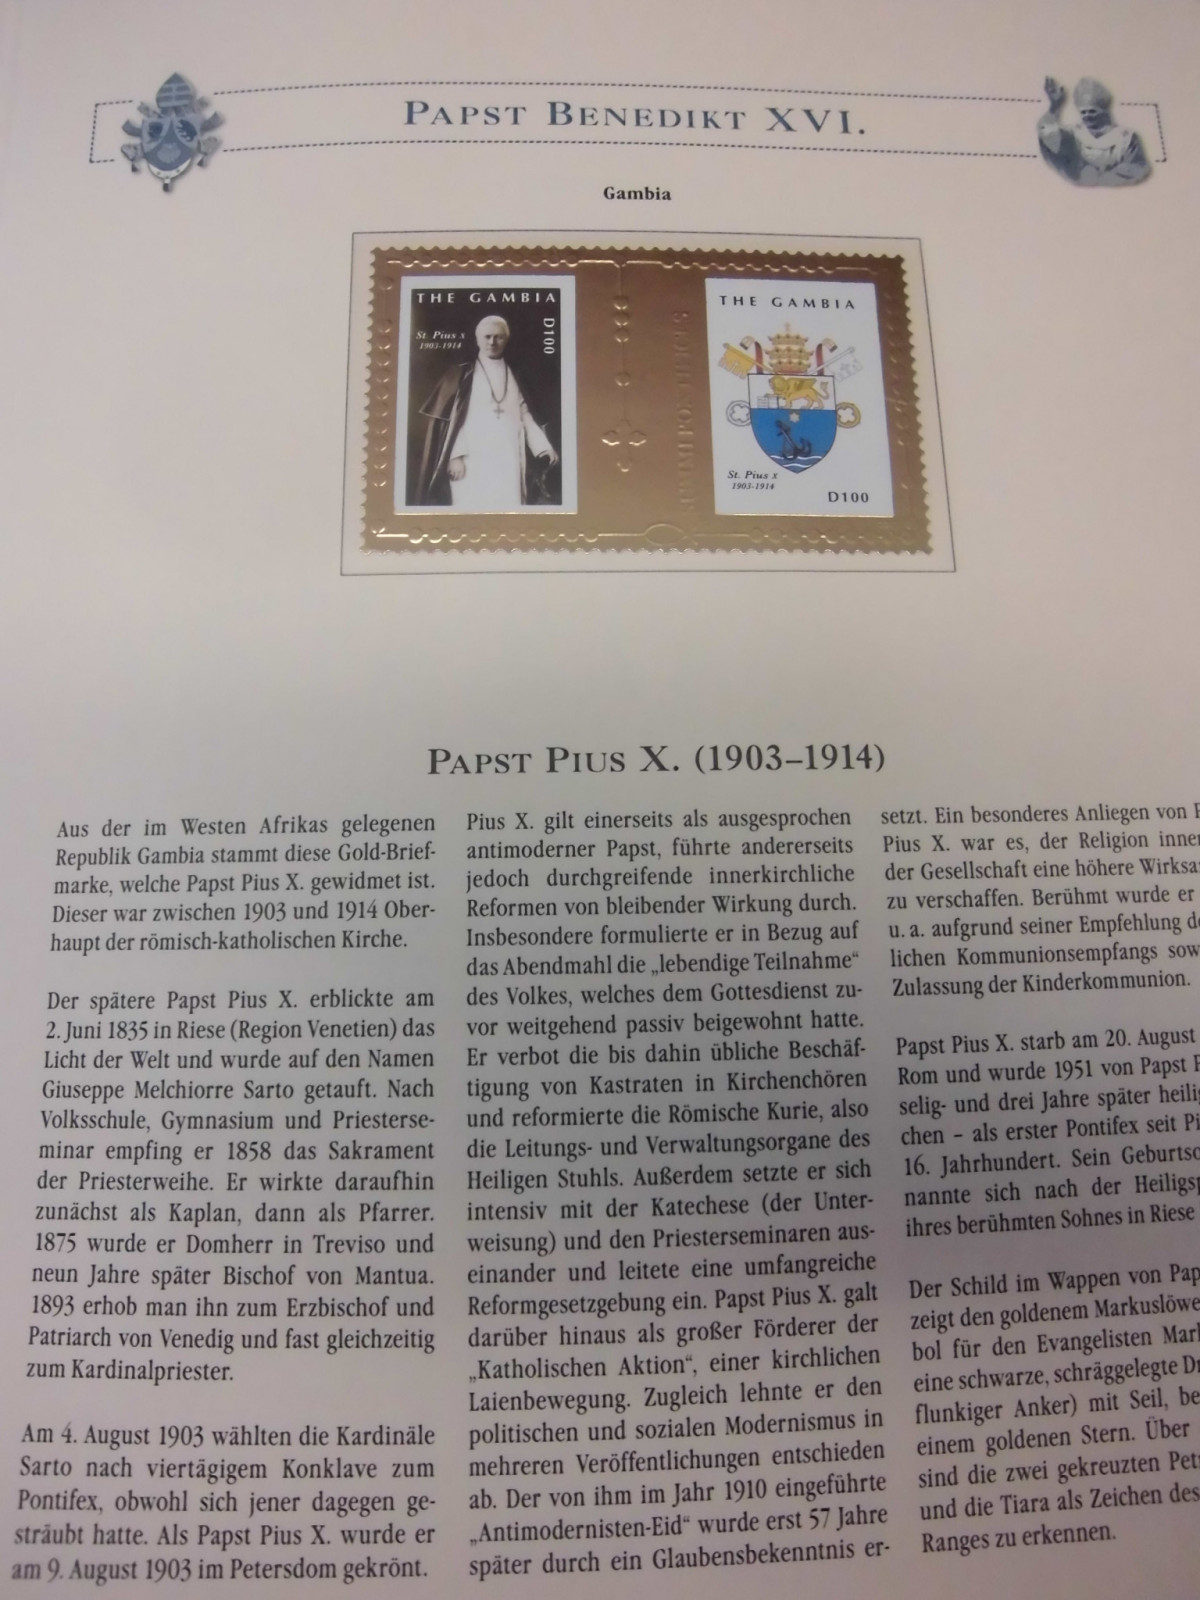 PAPST BENEDIKT XVI.
Gambia
THE GAMBIA
D100
St. Pius X
1903-1914
SUMMI PONTIFICES
THE GAMBIA
St. Pius X
1903-1914
D100
PAPST PIUS X. (1903–1914)
Aus der im Westen Afrikas gelegenen
Republik Gambia stammt diese Gold-Brief-
marke, welche Papst Pius X. gewidmet ist.
Dieser war zwischen 1903 und 1914 Ober-
haupt der römisch-katholischen Kirche.
Der spätere Papst Pius X. erblickte am
2. Juni 1835 in Riese (Region Venetien) das
Licht der Welt und wurde auf den Namen
Giuseppe Melchiorre Sarto getauft. Nach
Volksschule, Gymnasium und Priesterse-
minar empfing er 1858 das Sakrament
der Priesterweihe. Er wirkte daraufhin
zunächst als Kaplan, dann als Pfarrer.
1875 wurde er Domherr in Treviso und
neun Jahre später Bischof von Mantua.
1893 erhob man ihn zum Erzbischof und
Patriarch von Venedig und fast gleichzeitig
zum Kardinalpriester.
Am 4. August 1903 wählten die Kardinäle
Sarto nach viertägigem Konklave zum
Pontifex, obwohl sich jener dagegen ge-
sträubt hatte. Als Papst Pius X. wurde er
am 9. August 1903 im Petersdom gekrönt.
Pius X. gilt einerseits als ausgesprochen
antimoderner Papst, führte andererseits
jedoch durchgreifende innerkirchliche
Reformen von bleibender Wirkung durch.
Insbesondere formulierte er in Bezug auf
das Abendmahl die „lebendige Teilnahme“
des Volkes, welches dem Gottesdienst zu-
vor weitgehend passiv beigewohnt hatte.
Er verbot die bis dahin übliche Beschäf-
tigung von Kastraten in Kirchenchören
und reformierte die Römische Kurie, also
die Leitungs- und Verwaltungsorgane des
Heiligen Stuhls. Außerdem setzte er sich
intensiv mit der Katechese (der Unter-
weisung) und den Priesterseminaren aus-
einander und leitete eine umfangreiche
Reformgesetzgebung ein. Papst Pius X. galt
darüber hinaus als großer Förderer der
„Katholischen Aktion“, einer kirchlichen
Laienbewegung. Zugleich lehnte er den
politischen und sozialen Modernismus in
mehreren Veröffentlichungen entschieden
ab. Der von ihm im Jahr 1910 eingeführte
„Antimodernisten-Eid“ wurde erst 57 Jahre
später durch ein Glaubensbekenntnis er-
setzt. Ein besonderes Anliegen von
Pius X. war es, der Religion inner
der Gesellschaft eine höhere Wirksa
zu verschaffen. Berühmt wurde er
u. a. aufgrund seiner Empfehlung de
lichen Kommunionsempfangs sow
Zulassung der Kinderkommunion.
Papst Pius X. starb am 20. August
Rom und wurde 1951 von Papst P
selig- und drei Jahre später heilig
chen – als erster Pontifex seit Pi
16. Jahrhundert. Sein Geburtso
nannte sich nach der Heiligsp
ihres berühmten Sohnes in Riese
Der Schild im Wappen von Pap
zeigt den goldenem Markuslöwe
bol für den Evangelisten Mark
eine schwarze, schräggelegte Dr
flunkiger Anker) mit Seil, be
einem goldenen Stern. Über
sind die zwei gekreuzten Petr
und die Tiara als Zeichen des
Ranges zu erkennen.